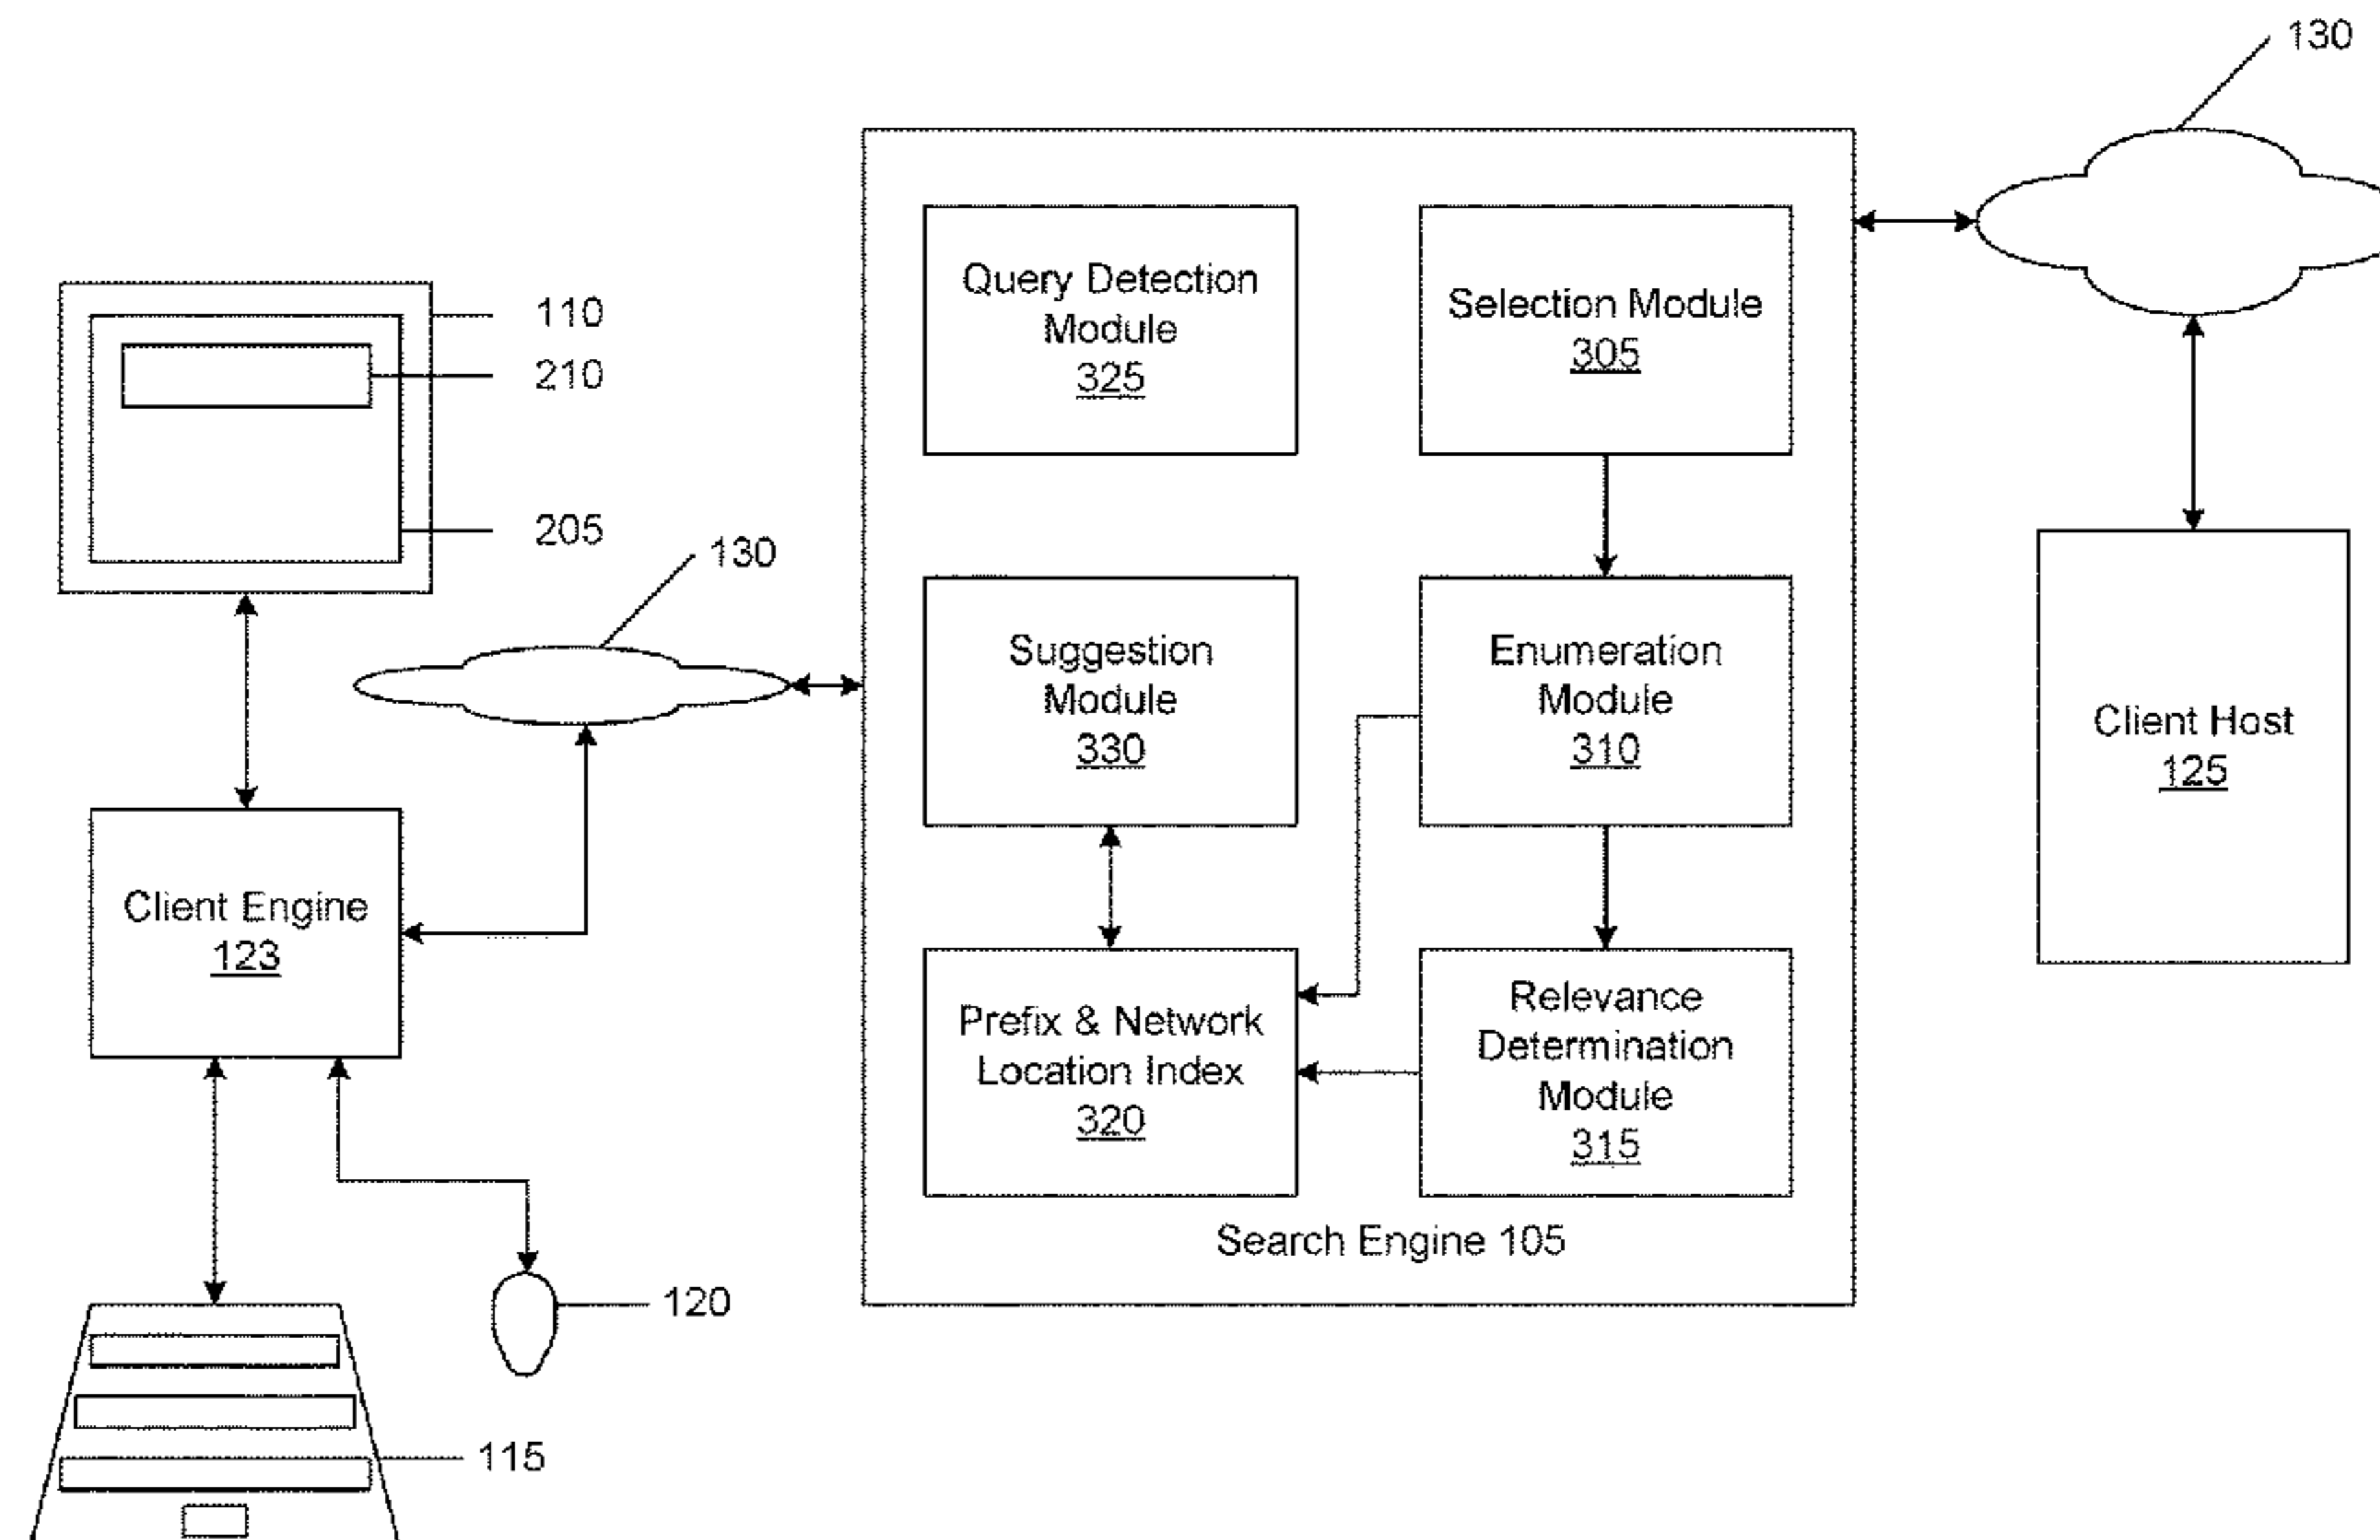 130
Query Detection
Module
325
Selection Module
305
110
210
205
130
Suggestion
Module
330
Enumeration
Module
310
Client Host
125
Client Engine
123
Prefix & Network
Location Index
320
Relevance
Determination
Module
315
Search Engine 105
120
115